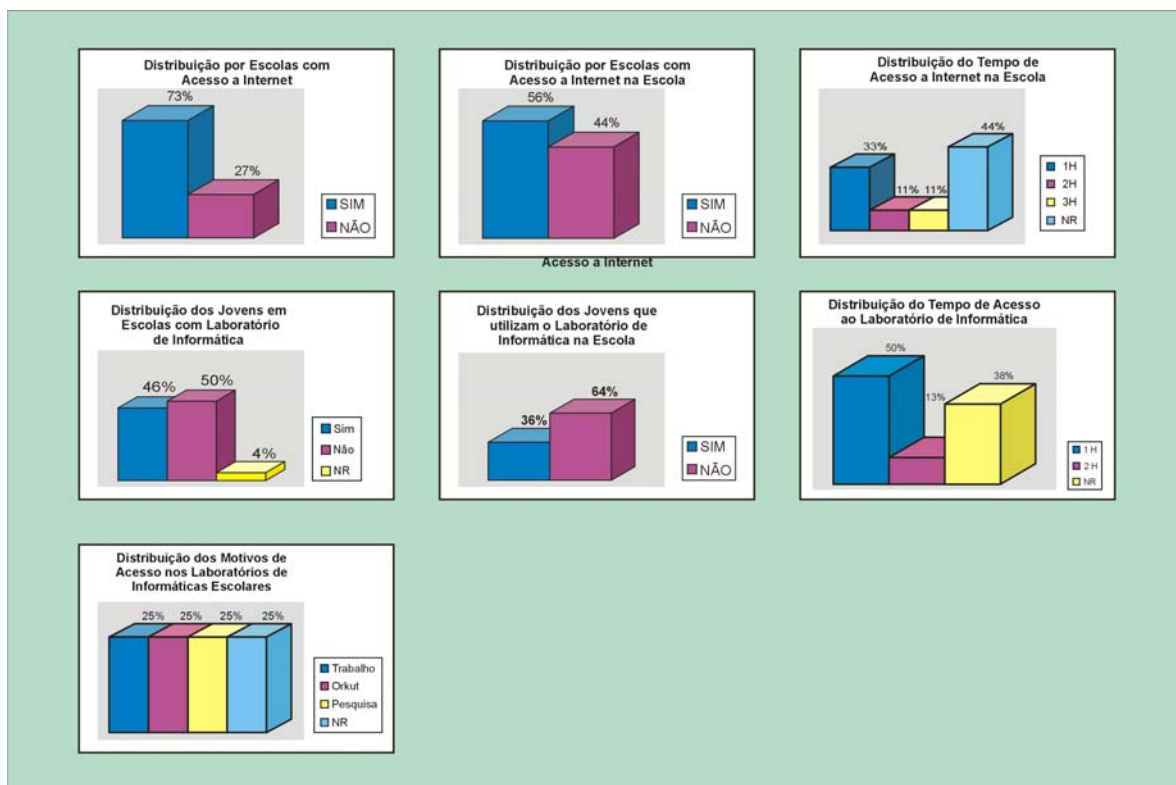 Distribuição por Escolas com
Acesso a Internet
73%
27%
SIM
NÃO
Distribuição por Escolas com
Acesso a Internet na Escola
56%
44%
SIM
NÃO
Acesso a Internet
Distribuição do Tempo de
Acesso a Internet na Escola
33%
11%
11%
44%
1H
2H
3H
NR
Distribuição dos Jovens em
Escolas com Laboratório
de Informática
46%
50%
4%
Sim
Não
NR
Distribuição dos Jovens que
utilizam o Laboratório de
Informática na Escola
36%
64%
SIM
NÃO
Distribuição do Tempo de Acesso
ao Laboratório de Informática
50%
13%
38%
1 H
2 H
NR
Distribuição dos Motivos de
Acesso nos Laboratórios de
Informáticas Escolares
25%
25%
25%
25%
Trabalho
Orkut
Pesquisa
NR